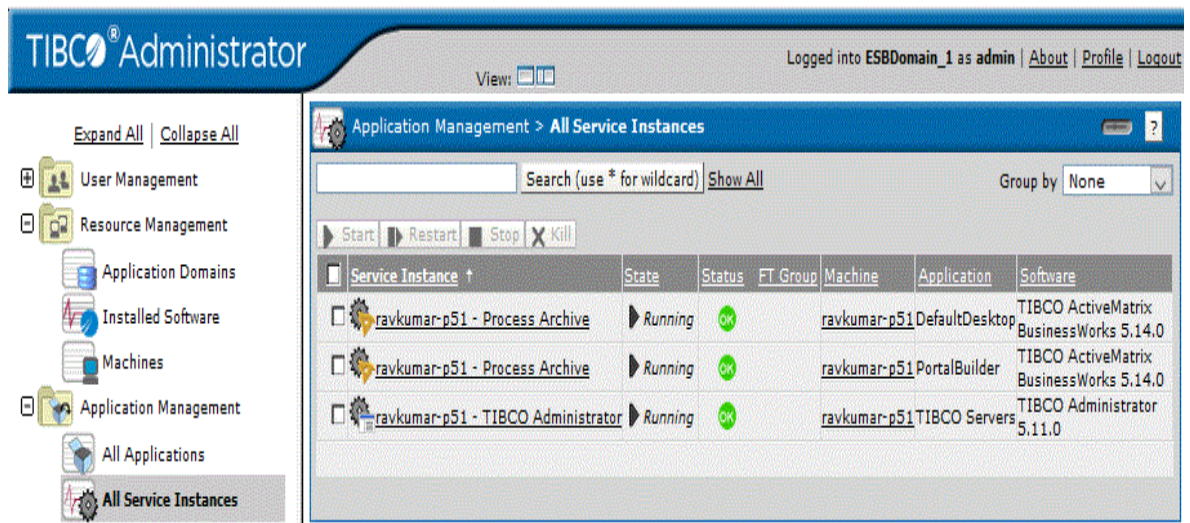 TIBCO® Administrator
View:
Logged into ESBDomain_1 as admin | About | Profile | Logout
Expand All | Collapse All
User Management
Resource Management
Application Domains
Installed Software
Machines
Application Management
All Applications
All Service Instances
Application Management > All Service Instances
?
Search (use * for wildcard) Show All
Group by None
Start Restart Stop Kill
Service Instance ↑ State Status FT Group Machine Application Software
ravkumar-p51 - Process Archive Running OK ravkumar-p51 DefaultDesktop TIBCO ActiveMatrix
BusinessWorks 5.14.0
ravkumar-p51 - Process Archive Running OK ravkumar-p51 PortalBuilder TIBCO ActiveMatrix
BusinessWorks 5.14.0
ravkumar-p51 - TIBCO Administrator Running OK ravkumar-p51 TIBCO Servers TIBCO Administrator
5.11.0